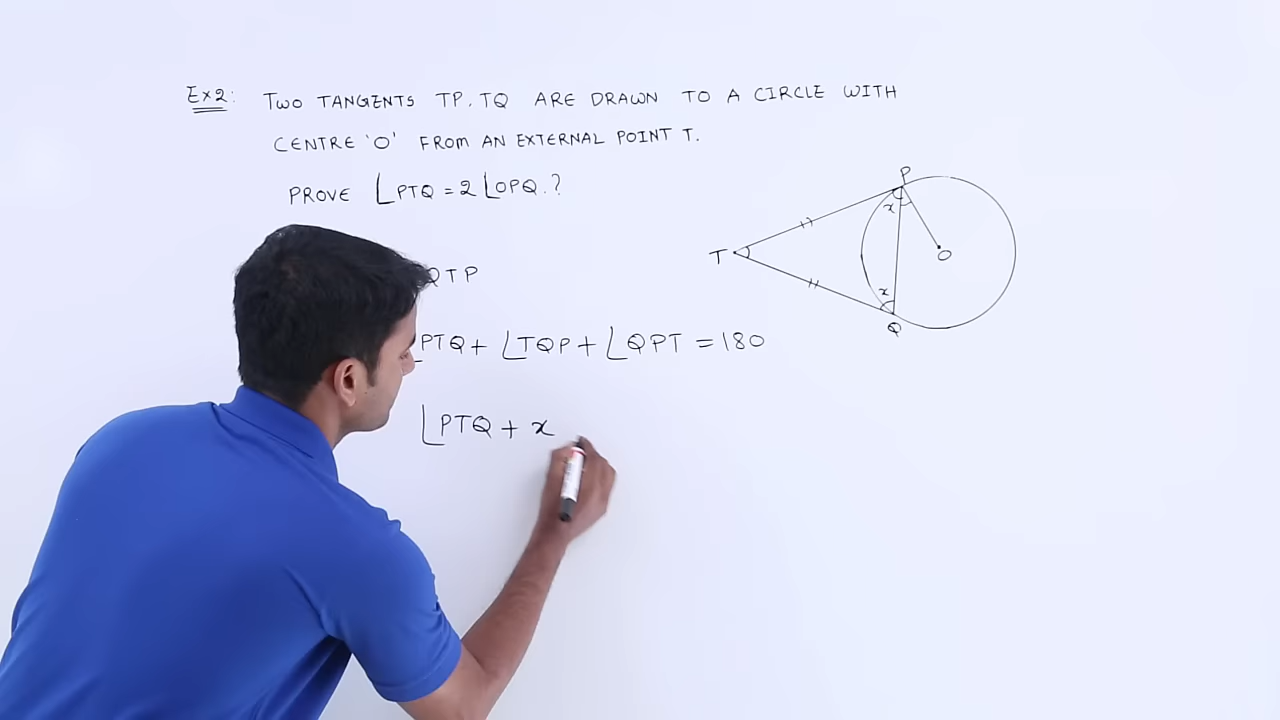 Ex2: TWO TANGENTS TP, TQ ARE DRAWN TO A CIRCLE WITH
CENTRE 'O' FROM AN EXTERNAL POINT T.
PROVE ∠PTQ = 2 ∠OPQ.?
P
x
T
O
x
Q
QTP
∠PTQ + ∠TQP + ∠QPT = 180
∠PTQ + x